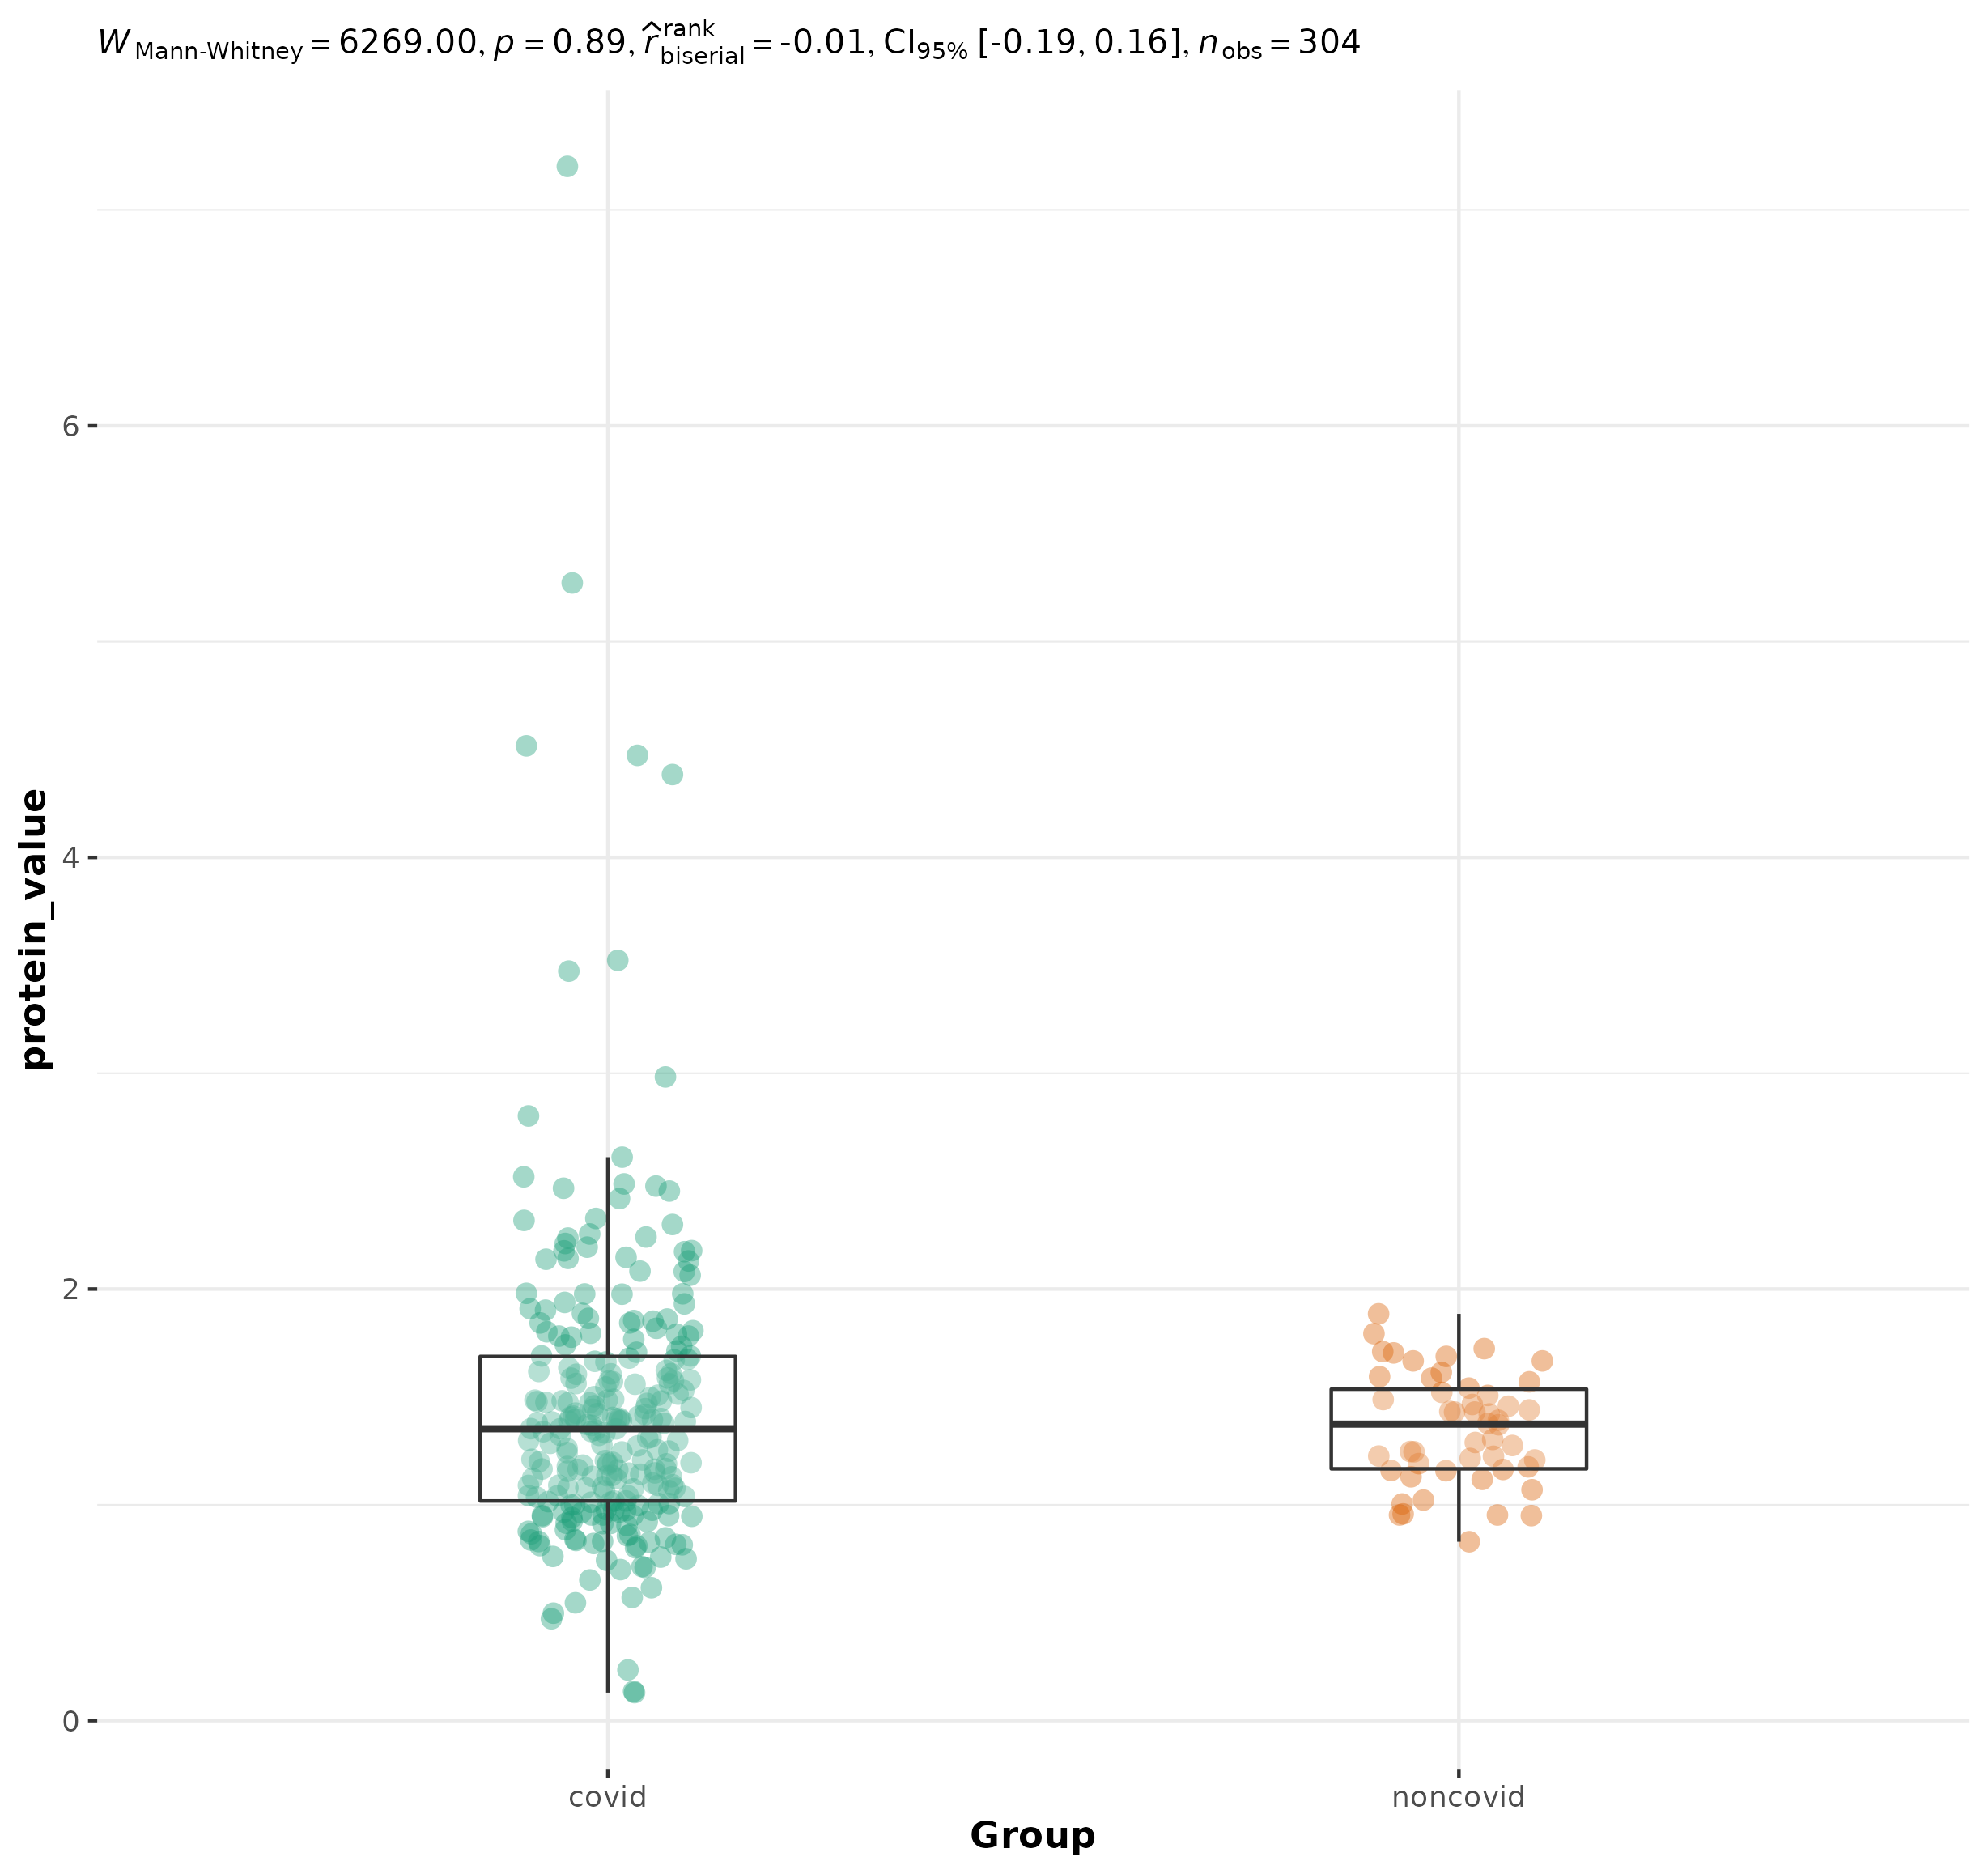 W Mann-Whitney = 6269.00, p = 0.89, r̂ rank biserial = -0.01, CI95% [-0.19, 0.16], nobs = 304
protein_value
6
4
2
0
covid noncovid
Group